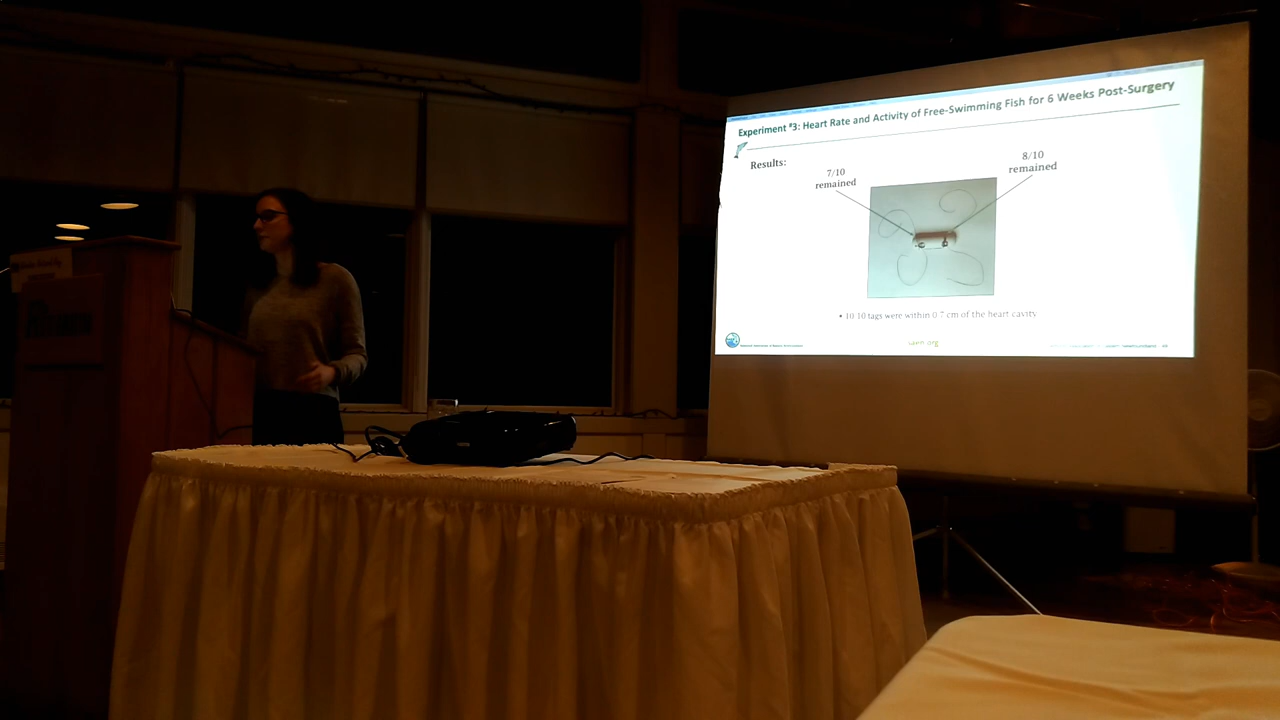 Experiment #3: Heart Rate and Activity of Free-Swimming Fish for 6 Weeks Post-Surgery
Results:
7/10
remained
8/10
remained
• 10 10 tags were within 0.7 cm of the heart cavity